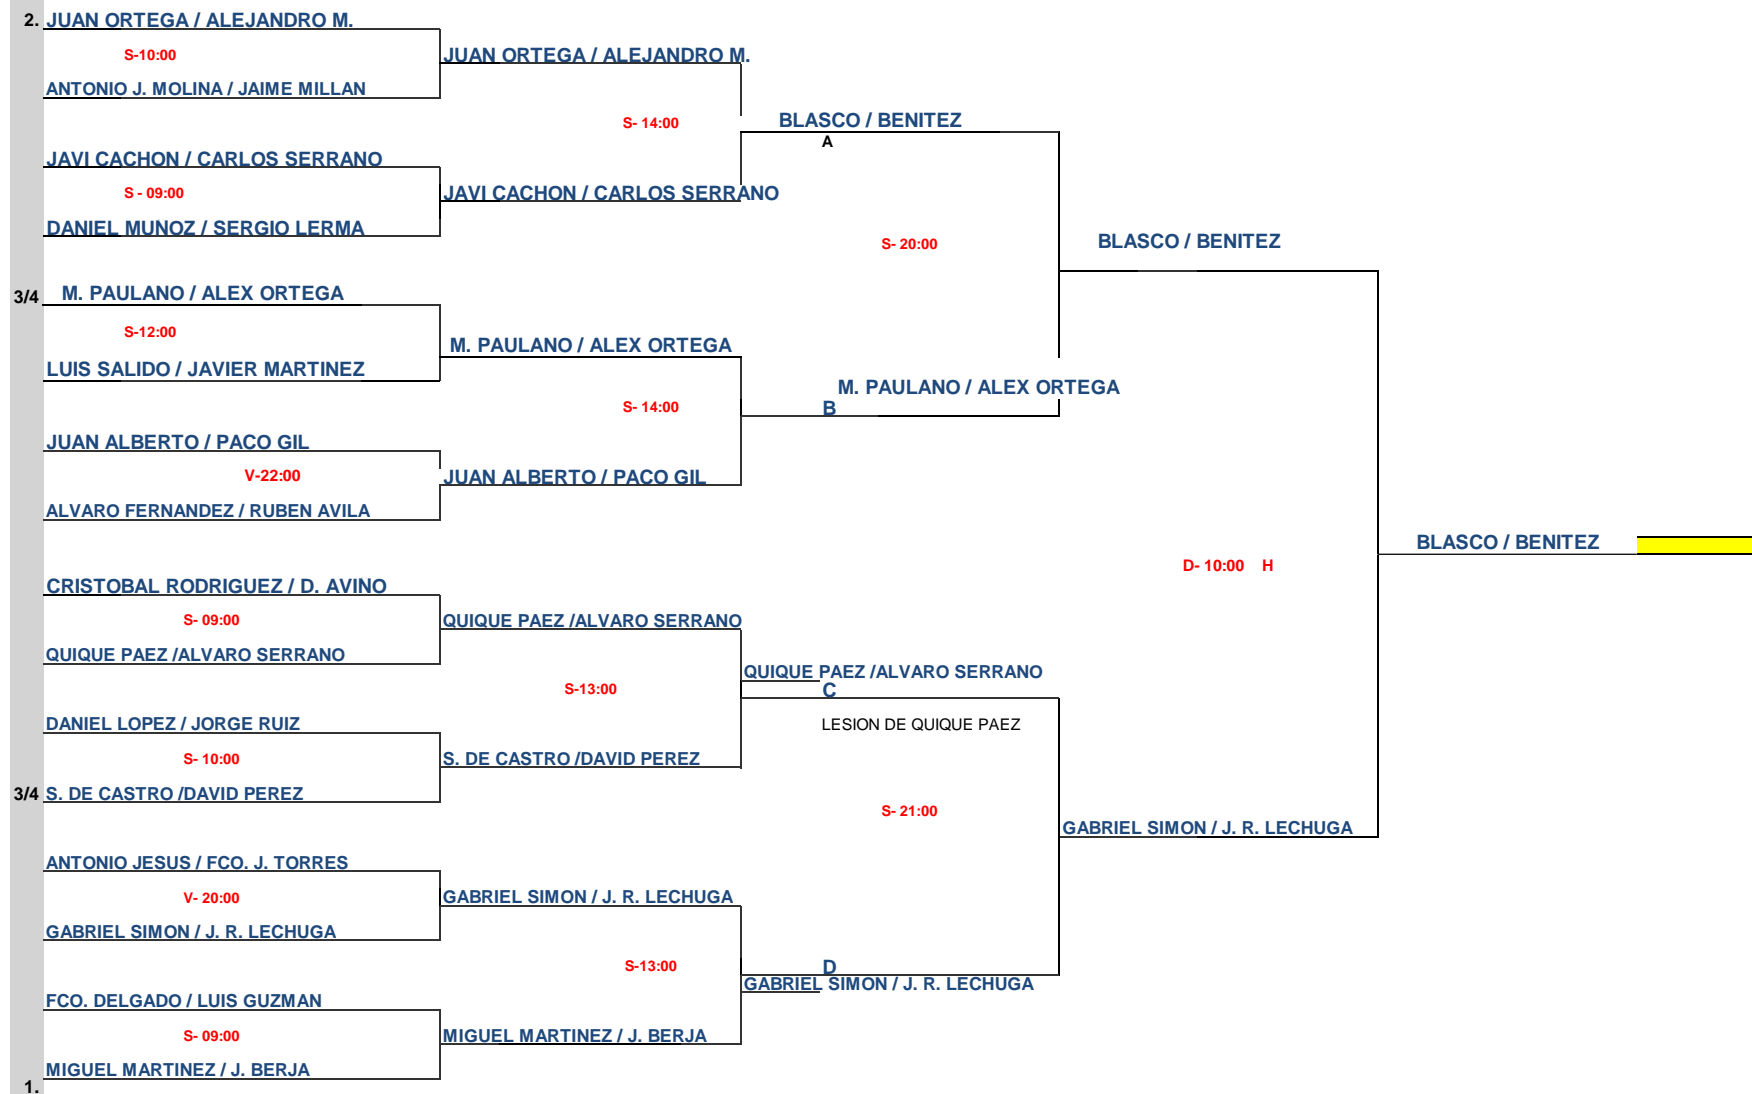 2. JUAN ORTEGA / ALEJANDRO M.
S-10:00
JUAN ORTEGA / ALEJANDRO M.
ANTONIO J. MOLINA / JAIME MILLAN
S- 14:00
BLASCO / BENITEZ
A
JAVI CACHON / CARLOS SERRANO
S - 09:00
JAVI CACHON / CARLOS SERRANO
DANIEL MUÑOZ / SERGIO LERMA
S- 20:00
BLASCO / BENITEZ
3/4 M. PAULANO / ALEX ORTEGA
S-12:00
M. PAULANO / ALEX ORTEGA
LUIS SALIDO / JAVIER MARTINEZ
M. PAULANO / ALEX ORTEGA
S- 14:00
B
JUAN ALBERTO / PACO GIL
V-22:00
JUAN ALBERTO / PACO GIL
ALVARO FERNANDEZ / RUBEN AVILA
BLASCO / BENITEZ
D- 10:00 H
CRISTOBAL RODRIGUEZ / D. AVINO
S- 09:00
QUIQUE PAEZ /ALVARO SERRANO
QUIQUE PAEZ /ALVARO SERRANO
QUIQUE PAEZ /ALVARO SERRANO
S-13:00
C
DANIEL LOPEZ / JORGE RUIZ
LESION DE QUIQUE PAEZ
S- 10:00
S. DE CASTRO /DAVID PEREZ
3/4 S. DE CASTRO /DAVID PEREZ
S- 21:00
GABRIEL SIMON / J. R. LECHUGA
ANTONIO JESUS / FCO. J. TORRES
V- 20:00
GABRIEL SIMON / J. R. LECHUGA
GABRIEL SIMON / J. R. LECHUGA
S-13:00
D
GABRIEL SIMON / J. R. LECHUGA
FCO. DELGADO / LUIS GUZMAN
S- 09:00
MIGUEL MARTINEZ / J. BERJA
MIGUEL MARTINEZ / J. BERJA
1.